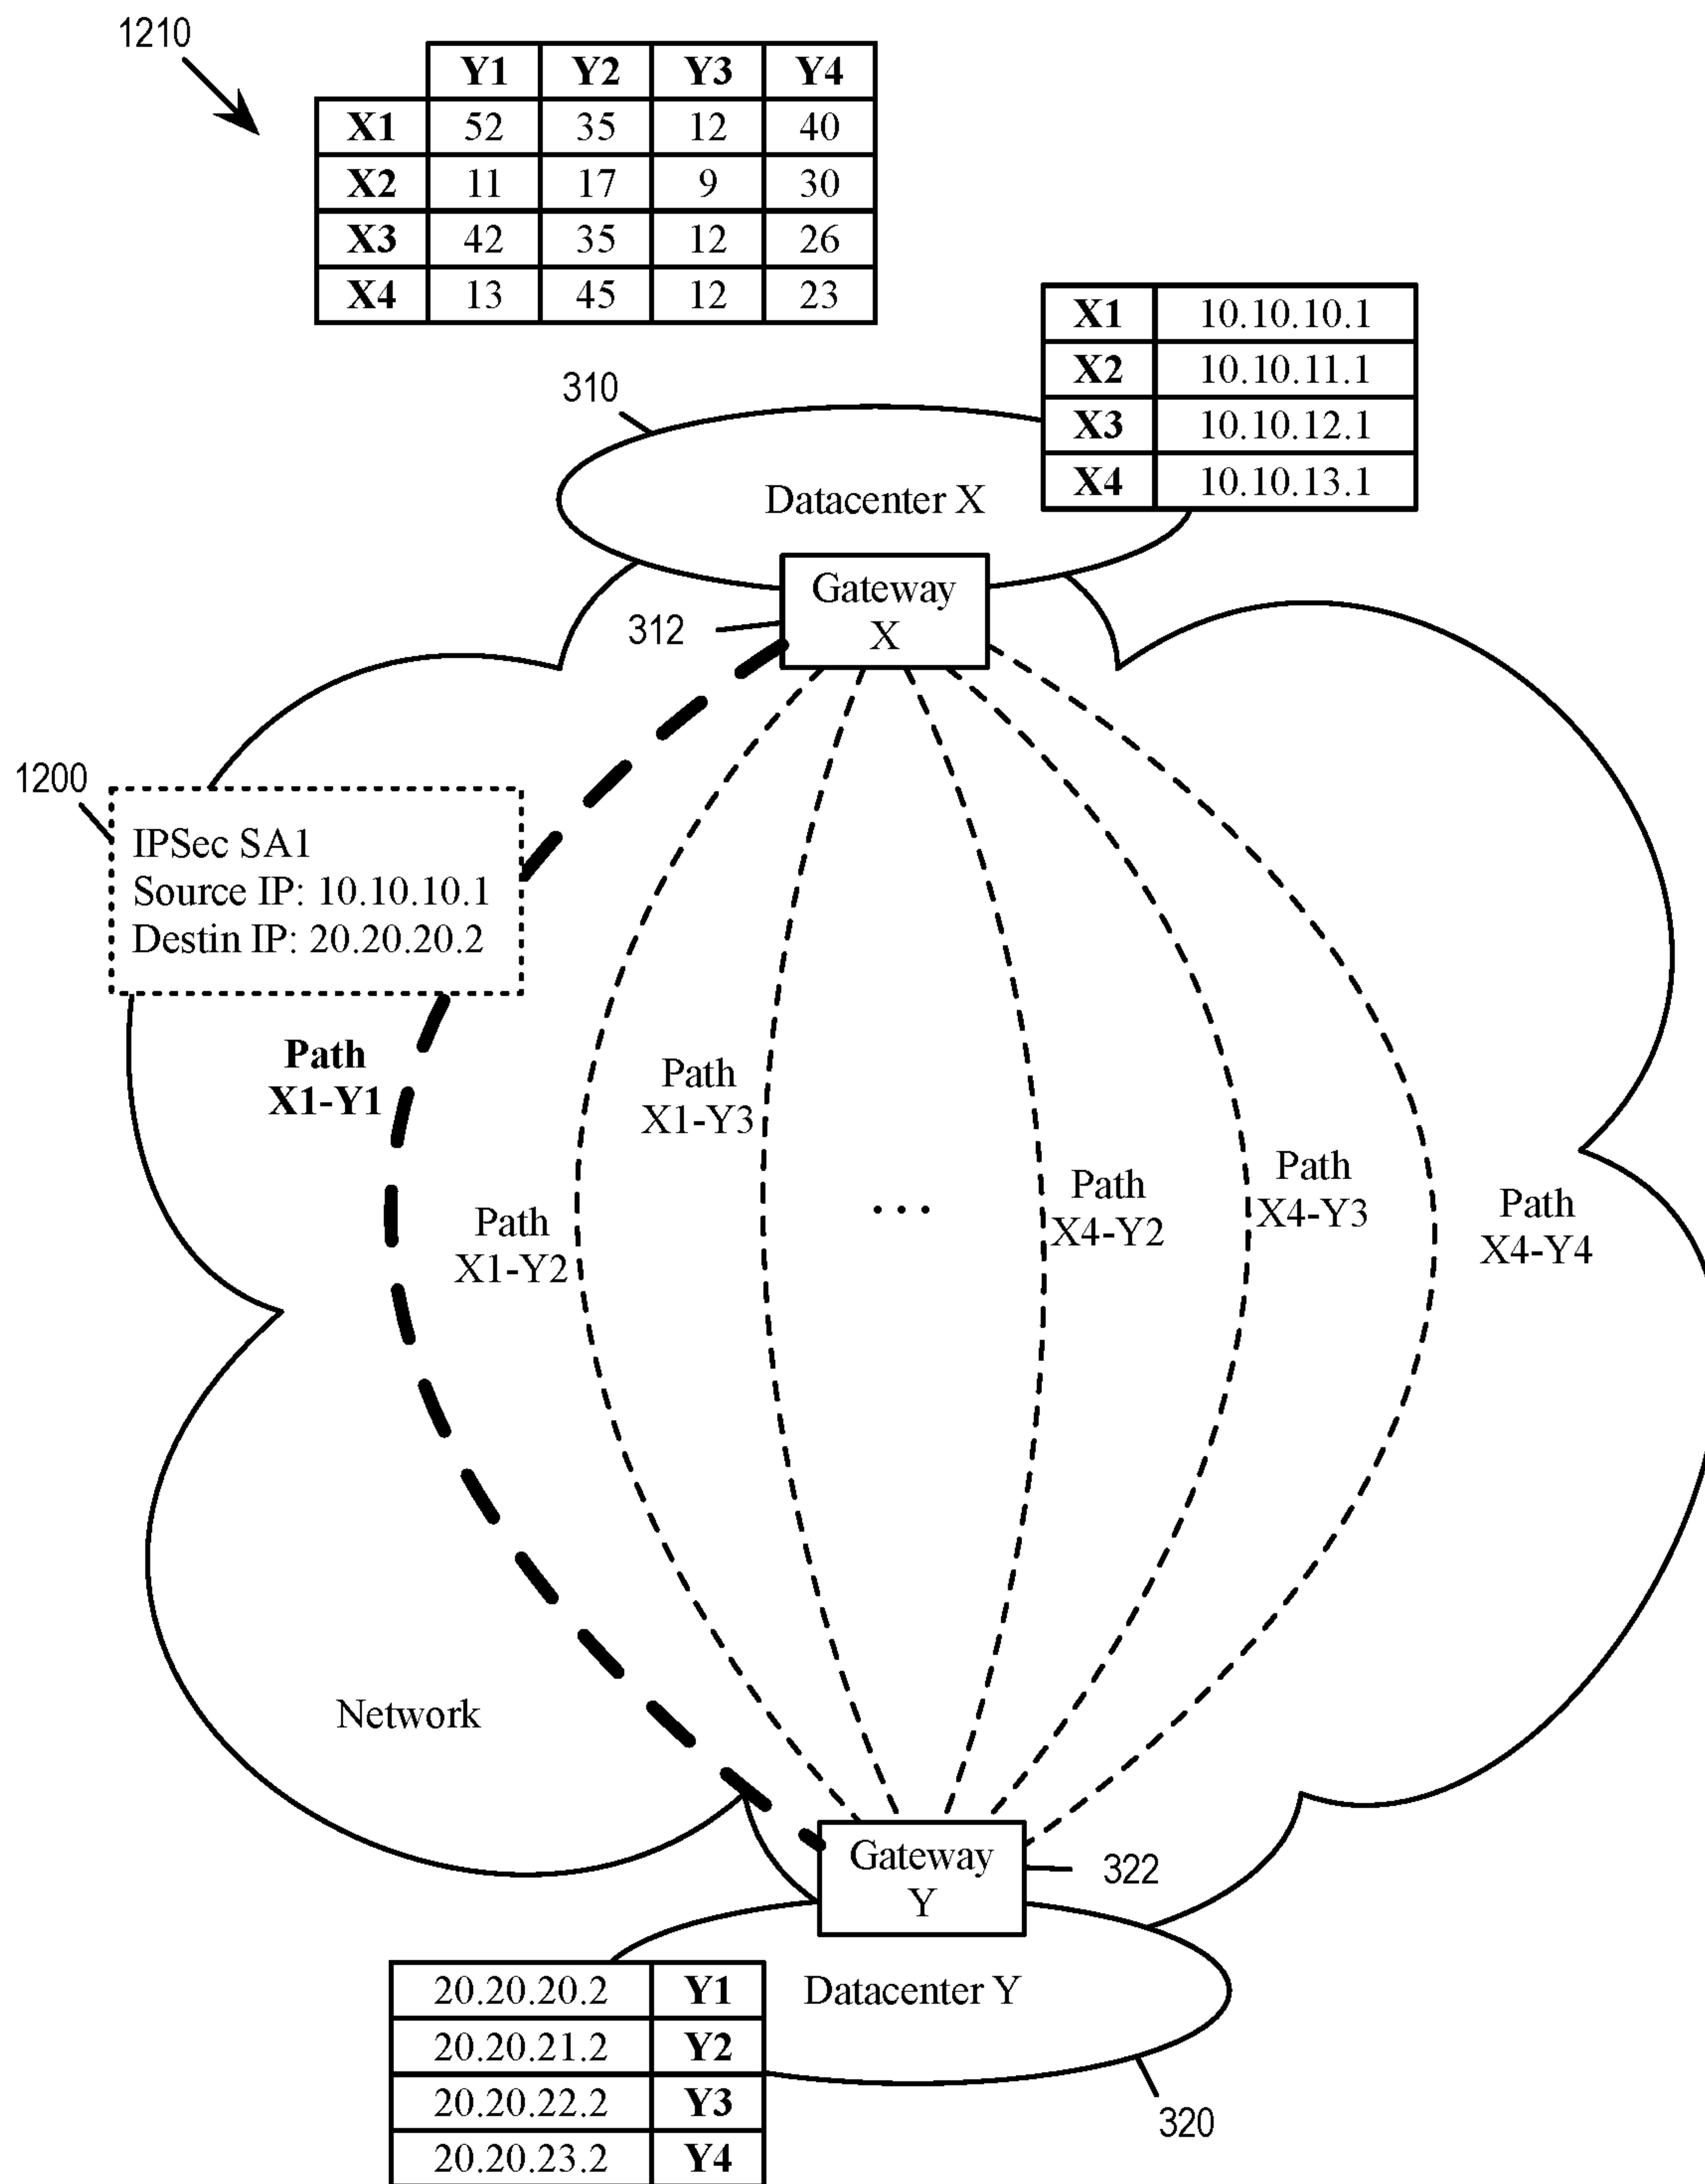 1210
Y1 Y2 Y3 Y4
X1 52 35 12 40
X2 11 17 9 30
X3 42 35 12 26
X4 13 45 12 23
X1 10.10.10.1
X2 10.10.11.1
X3 10.10.12.1
X4 10.10.13.1
310
Datacenter X
Gateway
X
312
1200
IPSec SA1
Source IP: 10.10.10.1
Destin IP: 20.20.20.2
Path
X1-Y1
Path
X1-Y2
Path
X1-Y3
...
Path
X4-Y2
Path
X4-Y3
Path
X4-Y4
Network
Gateway
Y
322
Datacenter Y
20.20.20.2 Y1
20.20.21.2 Y2
20.20.22.2 Y3
20.20.23.2 Y4
320